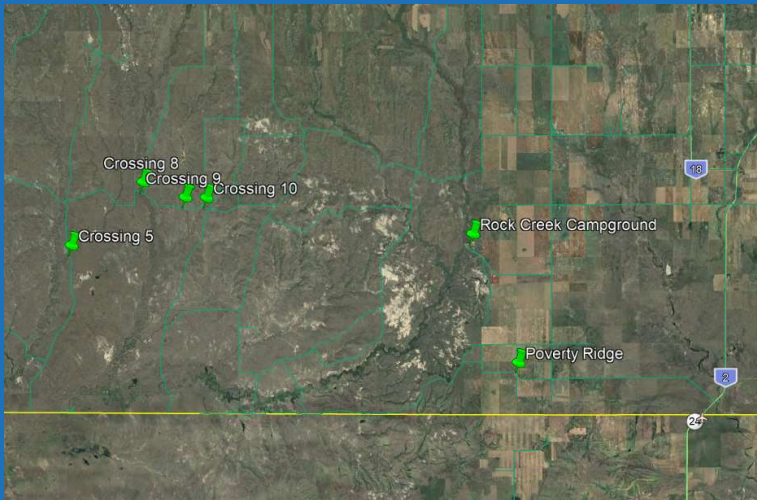 Crossing 8
Crossing 9
Crossing 10
18
Crossing 5
Rock Creek Campground
Poverty Ridge
2
24